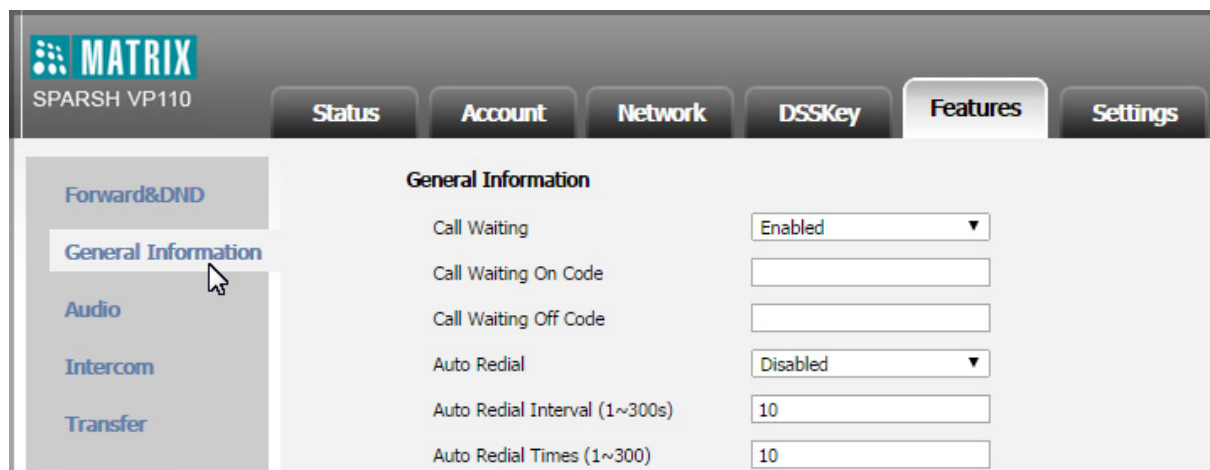 MATRIX
SPARSH VP110
Status Account Network DSSKey Features Settings
Forward&DND
General Information
Audio
Intercom
Transfer
General Information
Call Waiting Enabled
Call Waiting On Code
Call Waiting Off Code
Auto Redial Disabled
Auto Redial Interval (1~300s) 10
Auto Redial Times (1~300) 10